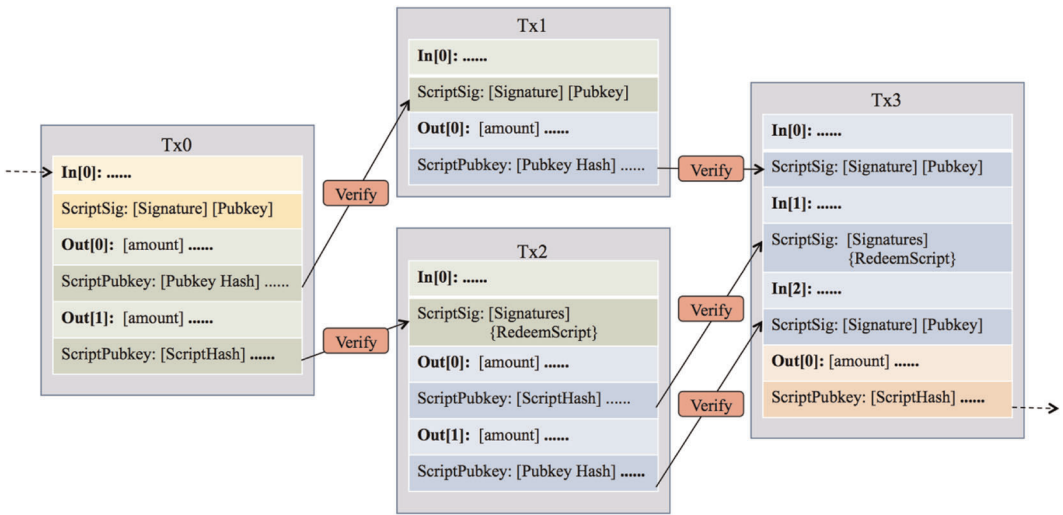 Tx0
In[0]: ......
ScriptSig: [Signature] [Pubkey]
Out[0]: [amount] ......
ScriptPubkey: [Pubkey Hash] ......
Out[1]: [amount] ......
ScriptPubkey: [ScriptHash] ......
Verify
Verify
Tx1
In[0]: ......
ScriptSig: [Signature] [Pubkey]
Out[0]: [amount] ......
ScriptPubkey: [Pubkey Hash] ......
Tx2
In[0]: ......
ScriptSig: [Signatures]
{RedeemScript}
Out[0]: [amount] ......
ScriptPubkey: [ScriptHash] ......
Out[1]: [amount] ......
ScriptPubkey: [Pubkey Hash] ......
Verify
Verify
Verify
Tx3
In[0]: ......
ScriptSig: [Signature] [Pubkey]
In[1]: ......
ScriptSig: [Signatures]
{RedeemScript}
In[2]: ......
ScriptSig: [Signature] [Pubkey]
Out[0]: [amount] ......
ScriptPubkey: [ScriptHash] ......